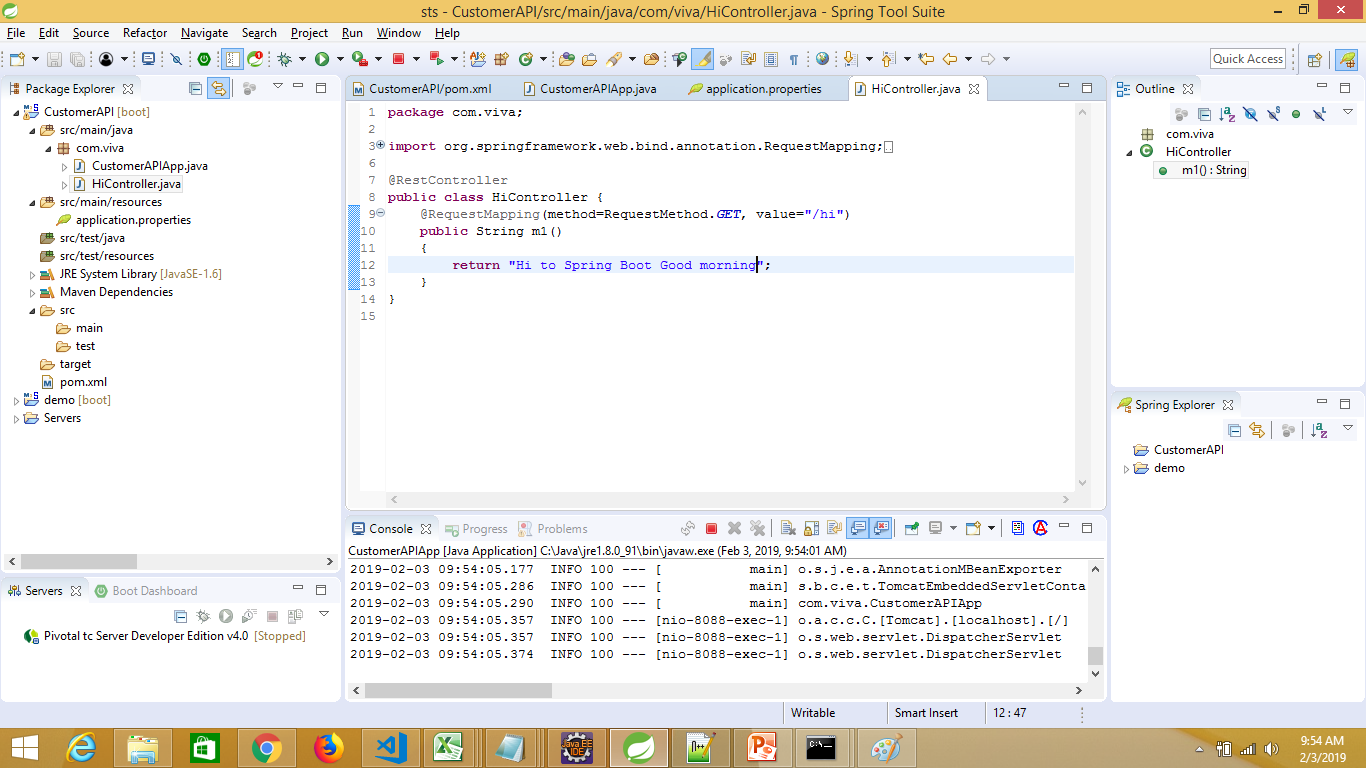 sts - CustomerAPI/src/main/java/com/viva/HiController.java - Spring Tool Suite
File Edit Source Refactor Navigate Search Project Run Window Help
Quick Access
Package Explorer
CustomerAPI [boot]
src/main/java
com.viva
CustomerAPIApp.java
HiController.java
src/main/resources
application.properties
src/test/java
src/test/resources
JRE System Library [JavaSE-1.6]
Maven Dependencies
src
main
test
target
pom.xml
demo [boot]
Servers
Servers Boot Dashboard
Pivotal tc Server Developer Edition v4.0 [Stopped]
CustomerAPI/pom.xml CustomerAPIApp.java application.properties HiController.java
1 package com.viva;
2
3 import org.springframework.web.bind.annotation.RequestMapping;
6
7 @RestController
8 public class HiController {
9 @RequestMapping(method=RequestMethod.GET, value="/hi")
10 public String m1()
11 {
12 return "Hi to Spring Boot Good morning";
13 }
14 }
15
Console Progress Problems
CustomerAPIApp [Java Application] C:\Java\jre1.8.0_91\bin\javaw.exe (Feb 3, 2019, 9:54:01 AM)
2019-02-03 09:54:05.177 INFO 100 --- [ main] o.s.j.e.a.AnnotationMBeanExporter
2019-02-03 09:54:05.286 INFO 100 --- [ main] s.b.c.e.t.TomcatEmbeddedServletConta
2019-02-03 09:54:05.290 INFO 100 --- [ main] com.viva.CustomerAPIApp
2019-02-03 09:54:05.357 INFO 100 --- [nio-8088-exec-1] o.a.c.c.C.[Tomcat].[localhost].[/]
2019-02-03 09:54:05.357 INFO 100 --- [nio-8088-exec-1] o.s.web.servlet.DispatcherServlet
2019-02-03 09:54:05.374 INFO 100 --- [nio-8088-exec-1] o.s.web.servlet.DispatcherServlet
Outline
com.viva
HiController
m1() : String
Spring Explorer
CustomerAPI
demo
Writable Smart Insert 12 : 47
Java EE
IDE
9:54 AM
2/3/2019